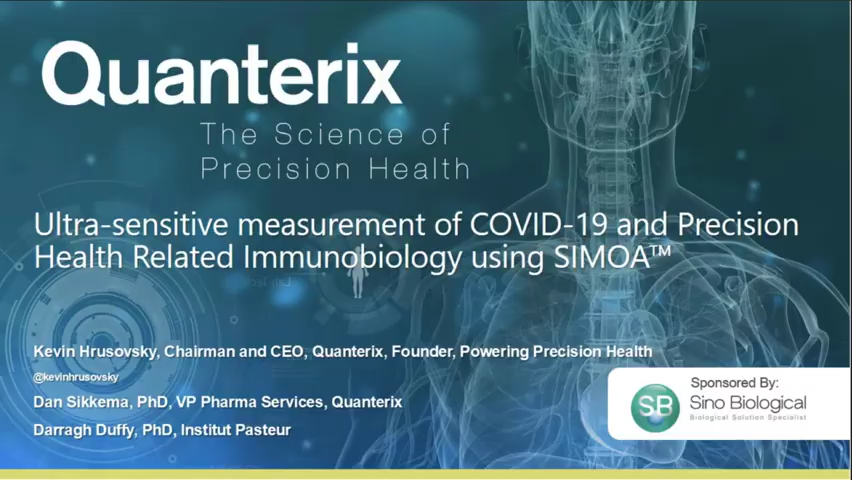 Quanterix
The Science of
Precision Health
Ultra-sensitive measurement of COVID-19 and Precision
Health Related Immunobiology using SIMOA™
Kevin Hrusovsky, Chairman and CEO, Quanterix, Founder, Powering Precision Health
@kevinhrusovsky
Dan Sikkema, PhD, VP Pharma Services, Quanterix
Darragh Duffy, PhD, Institut Pasteur
Sponsored By:
SB
Sino Biological
Biological Solution Specialist